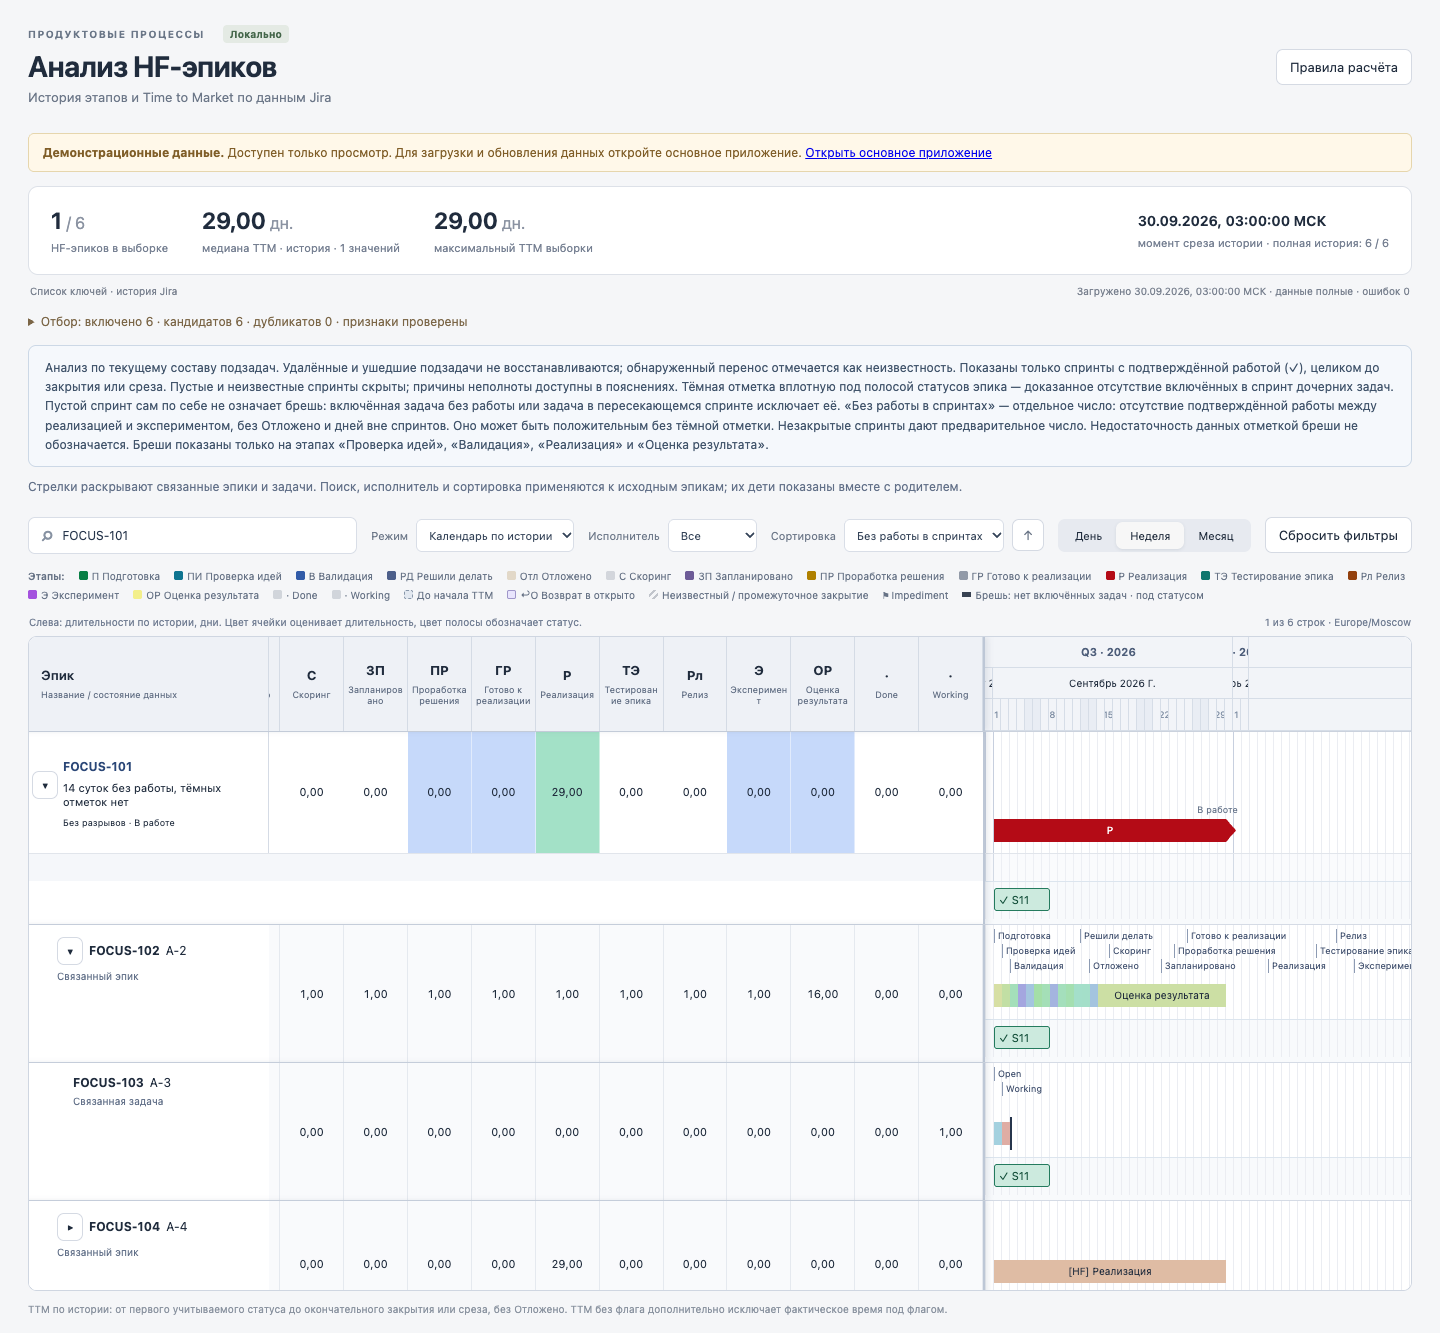 ПРОДУКТОВЫЕ ПРОЦЕССЫ Локально
Анализ HF-эпиков
История этапов и Time to Market по данным Jira
Правила расчёта
Демонстрационные данные. Доступен только просмотр. Для загрузки и обновления данных откройте основное приложение. Открыть основное приложение
1 / 6 29,00 дн. 29,00 дн. 30.09.2026, 03:00:00 МСК
HF-эпиков в выборке медиана ТТМ · история · 1 значений максимальный ТТМ выборки момент среза истории · полная история: 6 / 6
Список ключей · история Jira Загружено 30.09.2026, 03:00:00 МСК · данные полные · ошибок 0
▶ Отбор: включено 6 · кандидатов 6 · дубликатов 0 · признаки проверены
Анализ по текущему составу подзадач. Удалённые и ушедшие подзадачи не восстанавливаются; обнаруженный перенос отмечается как неизвестность. Показаны только спринты с подтверждённой работой (✓), целиком до
закрытия или среза. Пустые и неизвестные спринты скрыты; причины неполноты доступны в пояснениях. Тёмная отметка вплотную под полосой статусов эпика — доказанное отсутствие включённых в спринт дочерних задач.
Пустой спринт сам по себе не означает брешь: включённая задача без работы или задача в пересекающемся спринте исключает её. «Без работы в спринтах» — отдельное число: отсутствие подтверждённой работы между
реализацией и экспериментом, без Отложено и дней вне спринтов. Оно может быть положительным без тёмной отметки. Незакрытые спринты дают предварительное число. Недостаточность данных отметкой бреши не
обозначается. Бреши показаны только на этапах «Проверка идей», «Валидация», «Реализация» и «Оценка результата».
Стрелки раскрывают связанные эпики и задачи. Поиск, исполнитель и сортировка применяются к исходным эпикам; их дети показаны вместе с родителем.
FOCUS-101 Режим Календарь по истории Исполнитель Все Сортировка Без работы в спринтах ↑ День Неделя Месяц Сбросить фильтры
Этапы: П Подготовка ПИ Проверка идей В Валидация РД Решили делать Отл Отложено С Скоринг ЗП Запланировано ПР Проработка решения ГР Готово к реализации Р Реализация ТЭ Тестирование эпика Рл Релиз
Э Эксперимент ОР Оценка результата · Done · Working До начала ТТМ ↩О Возврат в открыто Неизвестный / промежуточное закрытие ⚑ Impediment Брешь: нет включённых задач · под статусом
Слева: длительности по истории, дни. Цвет ячейки оценивает длительность, цвет полосы обозначает статус. 1 из 6 строк · Europe/Moscow
Эпик
Название / состояние данных
С ЗП ПР ГР Р ТЭ Рл Э ОР · ·
Скоринг Запланировано Проработка решения Готово к реализации Реализация Тестирование эпика Релиз Эксперимент Оценка результата Done Working
Q3 · 2026
Сентябрь 2026 Г.
1 8 15 22 29 1
FOCUS-101
14 суток без работы, тёмных
отметок нет
Без разрывов · В работе
0,00 0,00 0,00 0,00 29,00 0,00 0,00 0,00 0,00 0,00 0,00
В работе
Р
✓ S11
FOCUS-102 A-2
Связанный эпик
1,00 1,00 1,00 1,00 1,00 1,00 1,00 1,00 16,00 0,00 0,00
Подготовка Решили делать Готово к реализации Релиз
Проверка идей Скоринг Проработка решения Тестирование эпика
Валидация Отложено Запланировано Реализация Эксперимен
Оценка результата
✓ S11
FOCUS-103 A-3
Связанная задача
0,00 0,00 0,00 0,00 0,00 0,00 0,00 0,00 0,00 0,00 1,00
Open
Working
✓ S11
FOCUS-104 A-4
Связанный эпик
0,00 0,00 0,00 0,00 29,00 0,00 0,00 0,00 0,00 0,00 0,00
[HF] Реализация
ТТМ по истории: от первого учитываемого статуса до окончательного закрытия или среза, без Отложено. ТТМ без флага дополнительно исключает фактическое время под флагом.